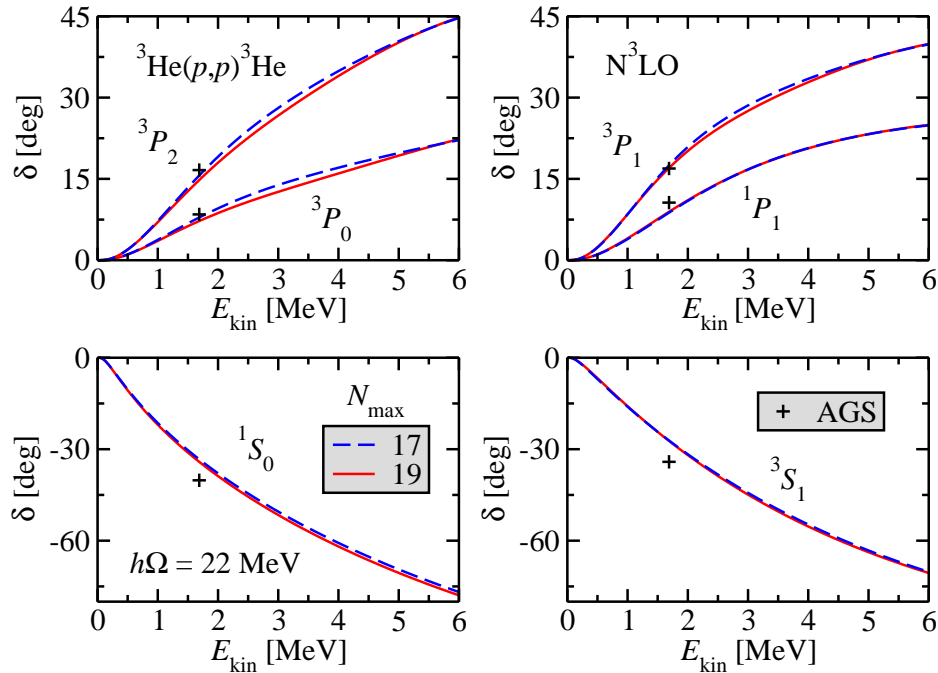 45
30
15
0
δ [deg]
³He(p,p)³He
³P₂
³P₀
0 1 2 3 4 5 6
E_kin [MeV]
45
30
15
0
δ [deg]
N³LO
³P₁
¹P₁
0 1 2 3 4 5 6
E_kin [MeV]
0
-30
-60
δ [deg]
¹S₀
N_max
17
19
hΩ = 22 MeV
0 1 2 3 4 5 6
E_kin [MeV]
0
-30
-60
δ [deg]
AGS
³S₁
0 1 2 3 4 5 6
E_kin [MeV]